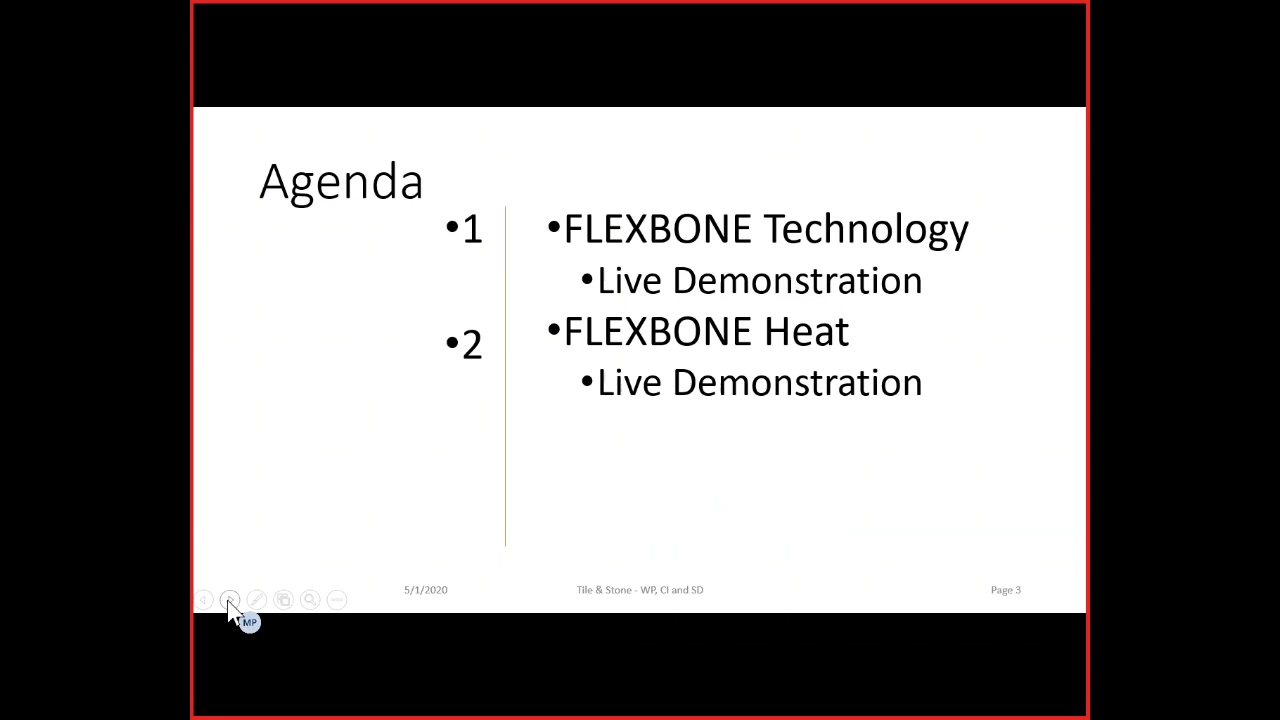 Agenda
•1
•FLEXBONE Technology
•Live Demonstration
•2
•FLEXBONE Heat
•Live Demonstration
5/1/2020
Tile & Stone - WP, CI and SD
Page 3
MP